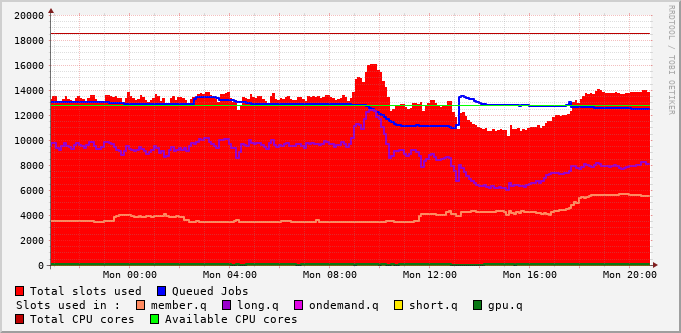 20000
18000
16000
14000
12000
10000
8000
6000
4000
2000
0
Mon 00:00 Mon 04:00 Mon 08:00 Mon 12:00 Mon 16:00 Mon 20:00
Total slots used Queued Jobs
Slots used in : member.q long.q ondemand.q short.q gpu.q
Total CPU cores Available CPU cores
RRDTOOL / TOBI OETIKER